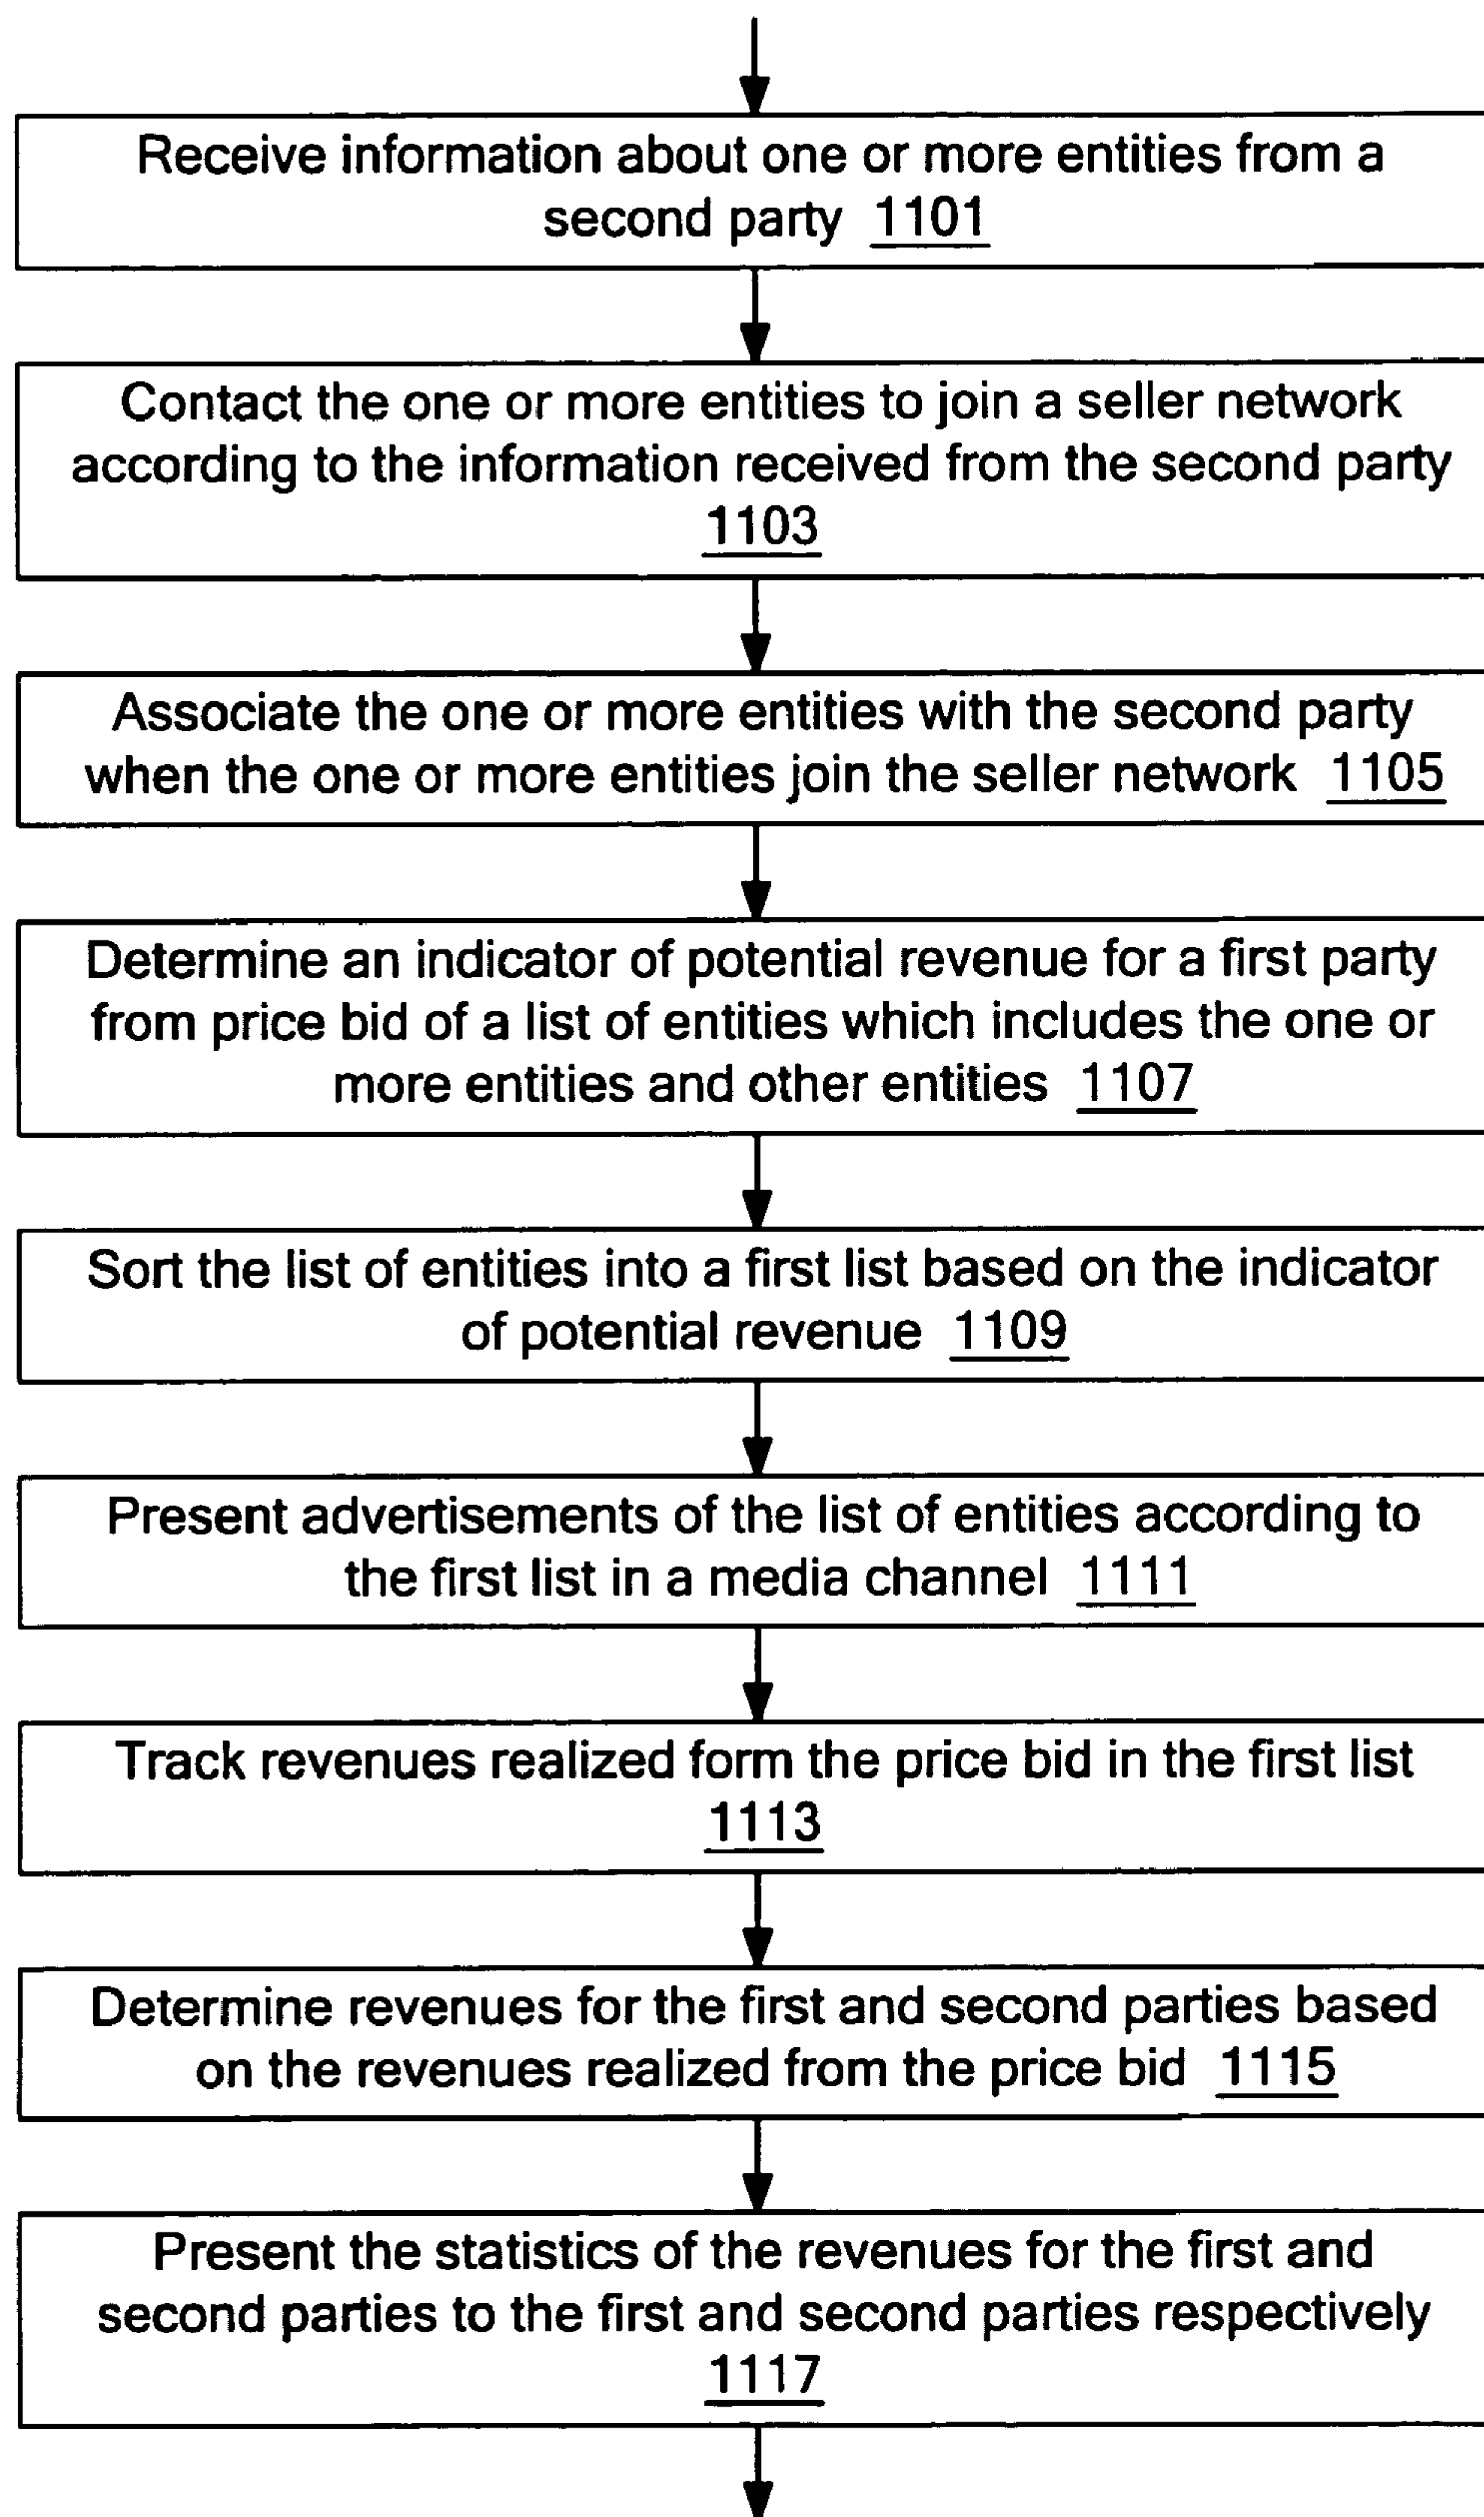 Receive information about one or more entities from a
second party 1101
Contact the one or more entities to join a seller network
according to the information received from the second party
1103
Associate the one or more entities with the second party
when the one or more entities join the seller network 1105
Determine an indicator of potential revenue for a first party
from price bid of a list of entities which includes the one or
more entities and other entities 1107
Sort the list of entities into a first list based on the indicator
of potential revenue 1109
Present advertisements of the list of entities according to
the first list in a media channel 1111
Track revenues realized form the price bid in the first list
1113
Determine revenues for the first and second parties based
on the revenues realized from the price bid 1115
Present the statistics of the revenues for the first and
second parties to the first and second parties respectively
1117